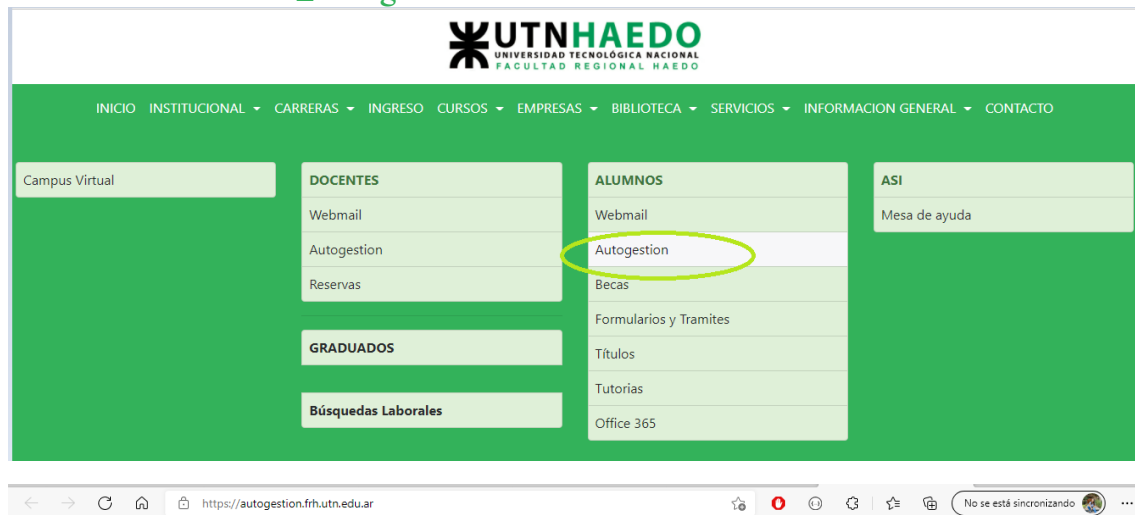 UTNHAEDO
UNIVERSIDAD TECNOLÓGICA NACIONAL
FACULTAD REGIONAL HAEDO
INICIO INSTITUCIONAL CARRERAS INGRESO CURSOS EMPRESAS BIBLIOTECA SERVICIOS INFORMACION GENERAL CONTACTO
Campus Virtual
DOCENTES
Webmail
Autogestion
Reservas
GRADUADOS
Búsquedas Laborales
ALUMNOS
Webmail
Autogestion
Becas
Formularios y Tramites
Títulos
Tutorias
Office 365
ASI
Mesa de ayuda
https://autogestion.frh.utn.edu.ar
No se está sincronizando